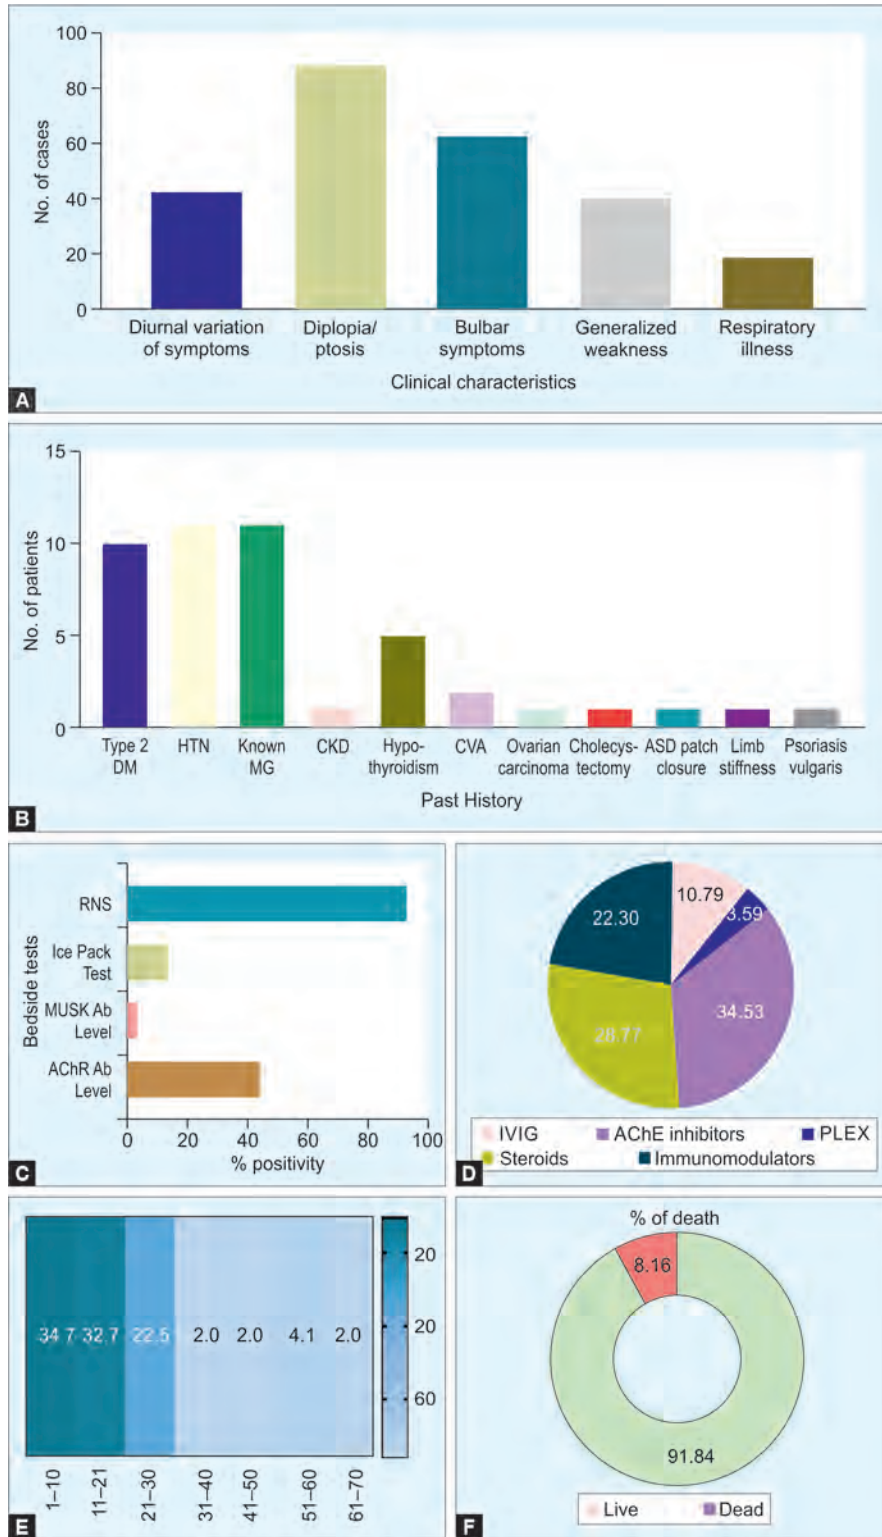 100
80
60
40
20
0
No. of cases
Diurnal variation
of symptoms
Diplopia/
ptosis
Bulbar
symptoms
Generalized
weakness
Respiratory
illness
Clinical characteristics
A
15
10
5
0
No. of patients
Type 2
DM
HTN
Known
MG
CKD
Hypo-
thyroidism
CVA
Ovarian
carcinoma
Cholecys-
tectomy
ASD patch
closure
Limb
stiffness
Psoriasis
vulgaris
Past History
B
Bedside tests
RNS
Ice Pack
Test
MUSK Ab
Level
AChR Ab
Level
0 20 40 60 80 100
% positivity
C
10.79
3.59
22.30
34.53
28.77
IVIG AChE inhibitors PLEX
Steroids Immunomodulators
D
34 7 32.7 22.5 2.0 2.0 4.1 2.0
20
20
60
1–10
11–21
21–30
31–40
41–50
51–60
61–70
E
% of death
8.16
91.84
Live Dead
F